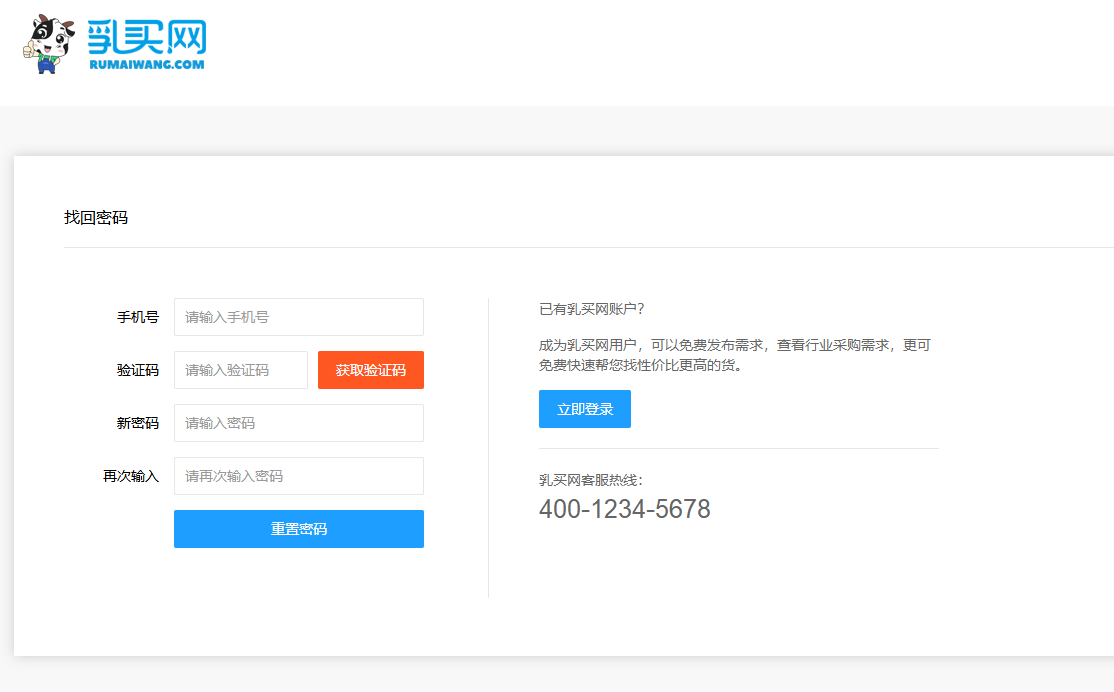 乳买网
RUMAIWANG.COM
找回密码
手机号
请输入手机号
验证码
请输入验证码
获取验证码
新密码
请输入密码
再次输入
请再次输入密码
重置密码
已有乳买网账户？
成为乳买网用户，可以免费发布需求，查看行业采购需求，更可
免费快速帮您找性价比更高的货。
立即登录
乳买网客服热线：
400-1234-5678